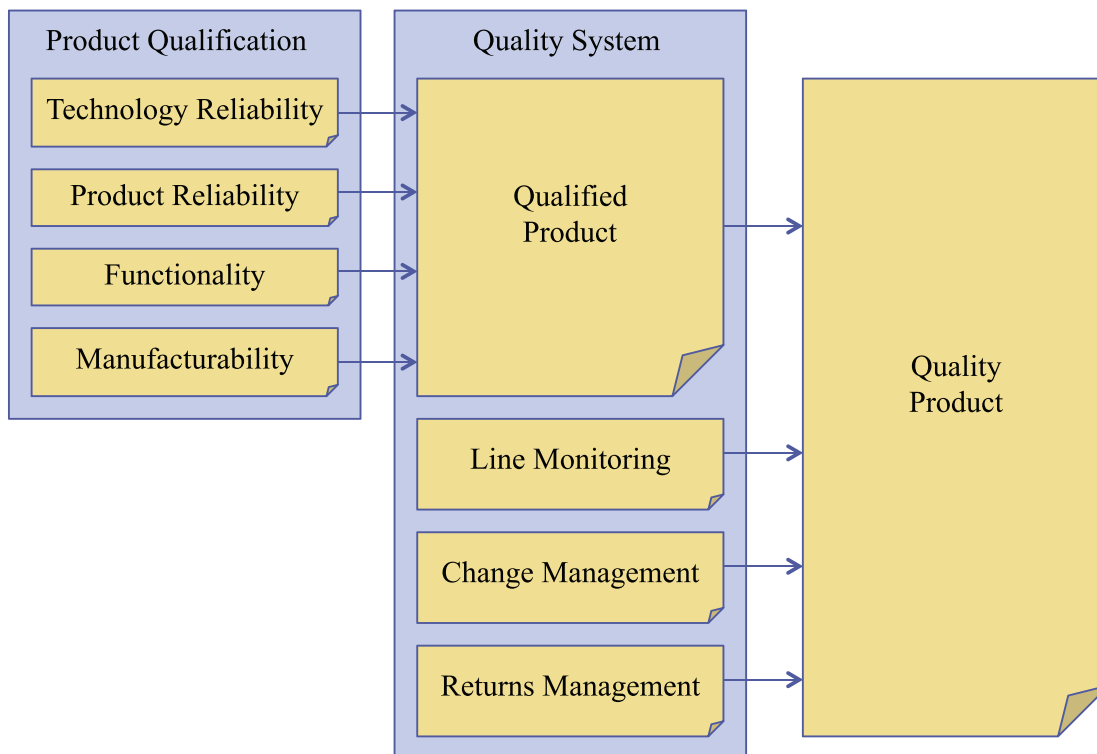 Product Qualification
Technology Reliability
Product Reliability
Functionality
Manufacturability
Quality System
Qualified
Product
Line Monitoring
Change Management
Returns Management
Quality
Product